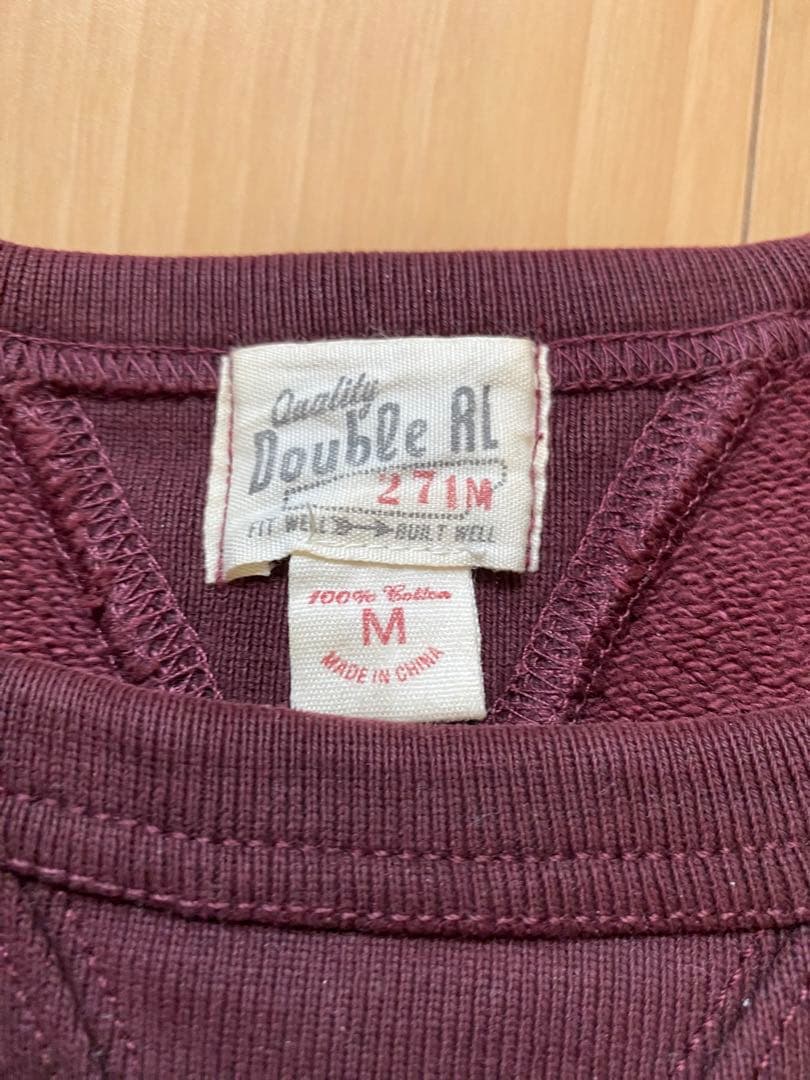 Quality
Double RL
271M
FIT WELL BUILT WELL
100% Cotton
M
MADE IN CHINA